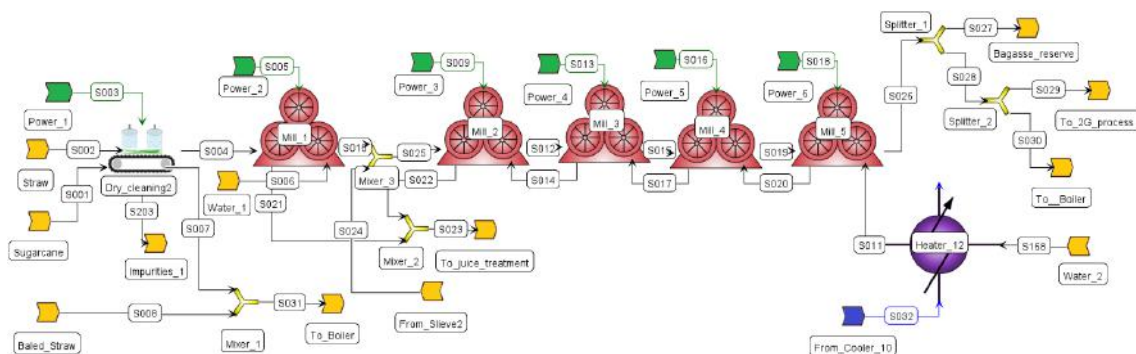 Splitter_1
S027
Bagasse_reserve
S005
S009
S013
S016
S018
Power_2
Power_3
Power_4
Power_5
Power_6
S003
S028
S029
Power_1
S026
Splitter_2
To_2G_process
Mill_1
Mill_2
Mill_3
Mill_4
Mill_5
S002
S004
S010
S025
S012
S015
S019
S030
Straw
S006
Mixer_3
S022
S014
S017
S020
To__Boiler
S001
Dry_cleaning2
Water_1
S021
S203
S007
S024
S023
S011
Heater_12
S168
Sugarcane
Impurities_1
Mixer_2
To_juice_treatment
Water_2
S008
S031
From_Sieve2
S032
Baled_Straw
Mixer_1
To_Boiler
From_Cooler_10